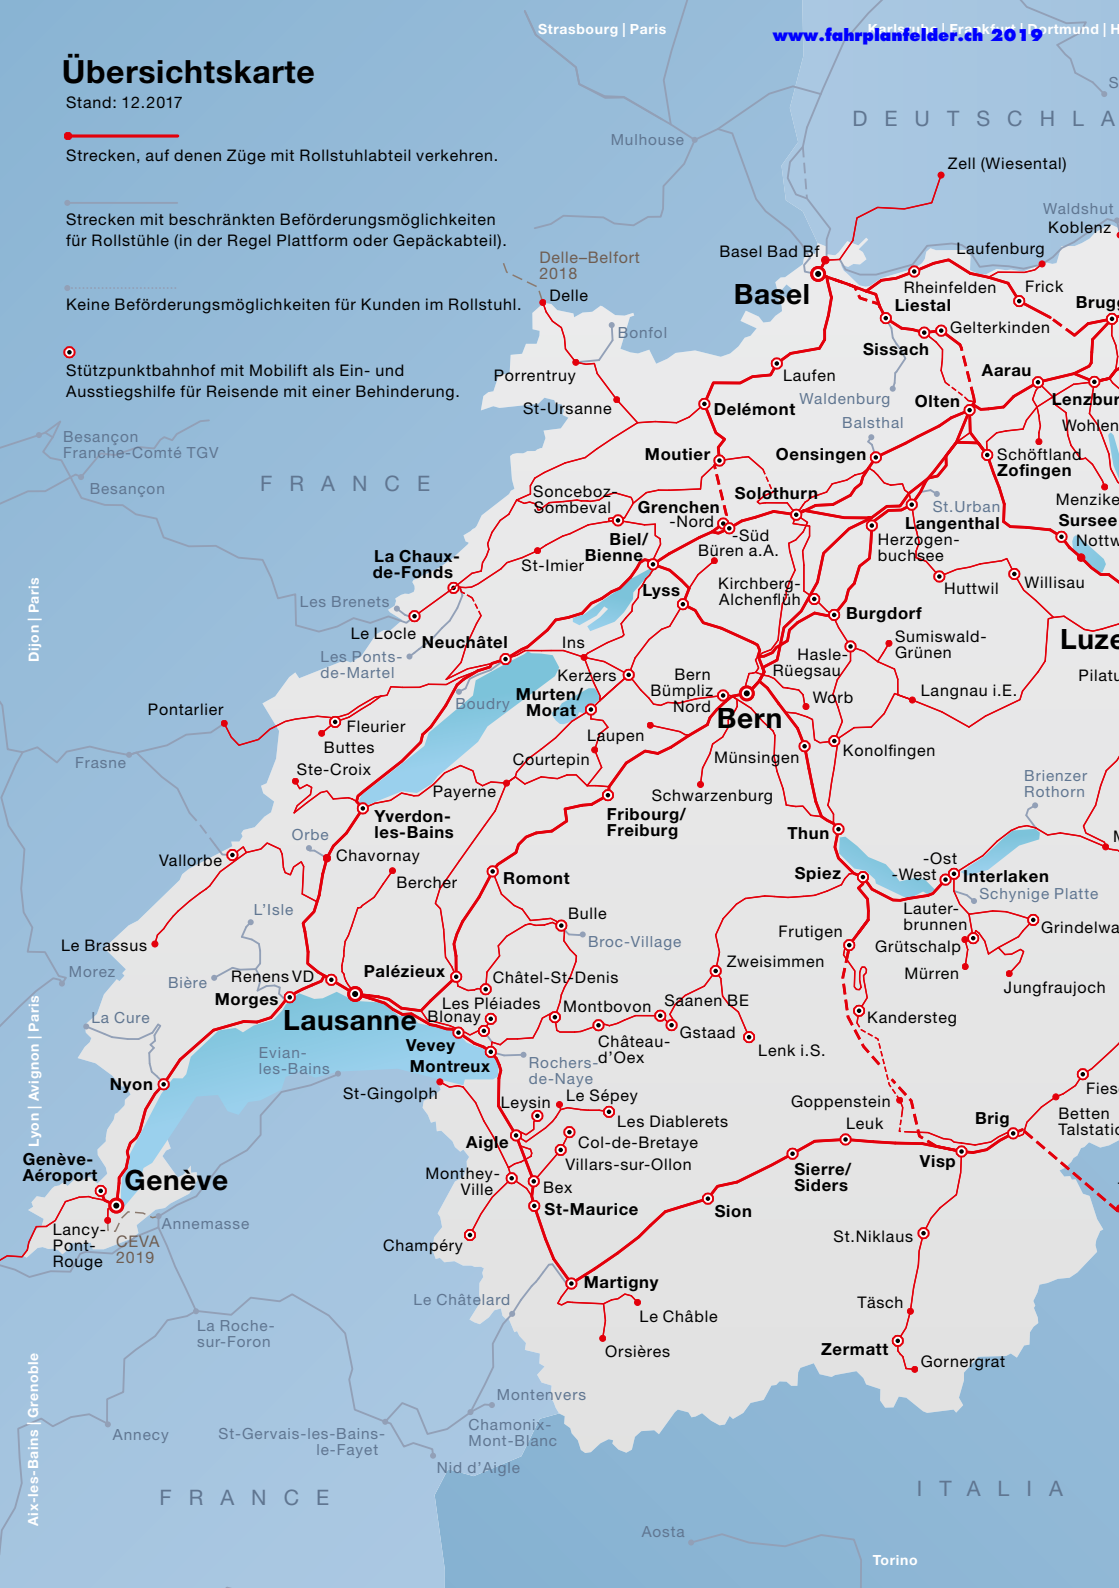 Strasbourg | Paris
www.fahrplanfelder.ch 2019
Karlsruhe | Frankfurt | Dortmund | H
Übersichtskarte
Stand: 12.2017
Strecken, auf denen Züge mit Rollstuhlabteil verkehren.
Strecken mit beschränkten Beförderungsmöglichkeiten
für Rollstühle (in der Regel Plattform oder Gepäckabteil).
Keine Beförderungsmöglichkeiten für Kunden im Rollstuhl.
Stützpunktbahnhof mit Mobilift als Ein- und
Ausstiegshilfe für Reisende mit einer Behinderung.
DEUTSCHLA
Mulhouse
Zell (Wiesental)
Waldshut
Koblenz
Basel Bad Bf
Laufenburg
Delle–Belfort
2018
Delle
Basel
Rheinfelden
Frick
Liestal
Brugg
Bonfol
Gelterkinden
Sissach
Porrentruy
Laufen
Aarau
St-Ursanne
Delémont
Waldenburg
Olten
Lenzbur
Balsthal
Wohlen
Besançon
Franche-Comté TGV
Moutier
Oensingen
Schöftland
Zofingen
FRANCE
Besançon
Sonceboz-
Sombeval
Solothurn
Menzike
Grenchen
-Nord
-Süd
St.Urban
Langenthal
Sursee
Biel/
Bienne
Büren a.A.
Herzogen-
buchsee
Nottw
La Chaux-
de-Fonds
St-Imier
Kirchberg-
Alchenflüh
Huttwil
Willisau
Les Brenets
Lyss
Burgdorf
Dijon | Paris
Le Locle
Neuchâtel
Ins
Sumiswald-
Grünen
Luze
Les Ponts-
de-Martel
Hasle-
Rüegsau
Kerzers
Bern
Bümpliz
Nord
Pilatu
Boudry
Murten/
Morat
Worb
Langnau i.E.
Pontarlier
Bern
Fleurier
Buttes
Laupen
Konolfingen
Frasne
Ste-Croix
Courtepin
Münsingen
Payerne
Schwarzenburg
Brienzer
Rothorn
Yverdon-
les-Bains
Fribourg/
Freiburg
Orbe
Thun
M
Vallorbe
Chavornay
-Ost
-West
Interlaken
Bercher
Romont
Spiez
Schynige Platte
L'Isle
Bulle
Lauter-
brunnen
Grindelwa
Le Brassus
Broc-Village
Frutigen
Grütschalp
Morez
Bière
Renens VD
Palézieux
Châtel-St-Denis
Zweisimmen
Mürren
Jungfraujoch
Morges
Les Pléiades
Blonay
Montbovon
Saanen BE
La Cure
Lausanne
Kandersteg
Gstaad
Château-
d'Oex
Vevey
Montreux
Lenk i.S.
Evian-
les-Bains
Rochers-
de-Naye
Lyon | Avignon | Paris
Nyon
St-Gingolph
Leysin
Le Sépey
Goppenstein
Fies
Les Diablerets
Betten
Talstatio
Leuk
Brig
Aigle
Col-de-Bretaye
Genève-
Aéroport
Villars-sur-Ollon
Visp
Monthey-
Ville
Sierre/
Siders
Genève
Bex
St-Maurice
Sion
Lancy-
Pont-
Rouge
Annemasse
CEVA
2019
Champéry
St.Niklaus
Martigny
Le Châtelard
Täsch
La Roche-
sur-Foron
Le Châble
Zermatt
Orsières
Gornergrat
Aix-les-Bains | Grenoble
Montenvers
Annecy
St-Gervais-les-Bains-
le-Fayet
Chamonix-
Mont-Blanc
Nid d'Aigle
FRANCE
ITALIA
Aosta
Torino